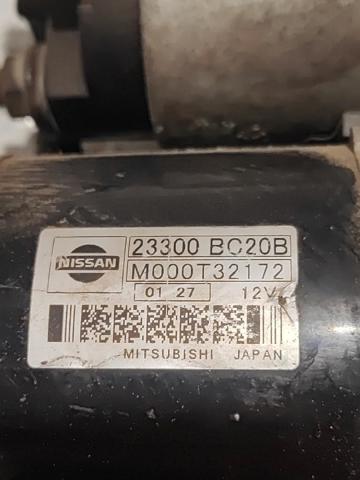 NISSAN
23300 BC20B
M000T32172
01 27 12V
MITSUBISHI JAPAN